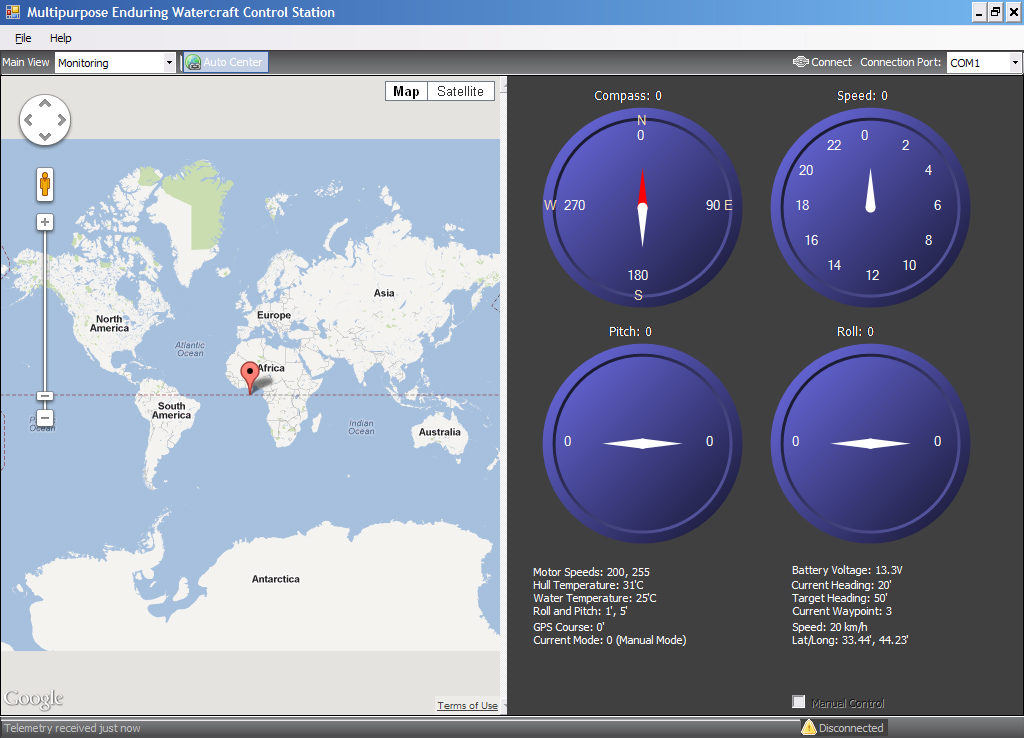 Multipurpose Enduring Watercraft Control Station
File Help
Main View Monitoring Auto Center Connect Connection Port: COM1
Map Satellite
North America
Atlantic Ocean
Europe
Asia
Africa
South America
Indian Ocean
Australia
Ocean
Antarctica
Google
Terms of Use
Compass: 0
N
0
W 270 90 E
180
S
Speed: 0
0
22 2
20 4
18 6
16 8
14 10
12
Pitch: 0
0 0
Roll: 0
0 0
Motor Speeds: 200, 255
Hull Temperature: 31'C
Water Temperature: 25'C
Roll and Pitch: 1', 5'
GPS Course: 0'
Current Mode: 0 (Manual Mode)
Battery Voltage: 13.3V
Current Heading: 20'
Target Heading: 50'
Current Waypoint: 3
Speed: 20 km/h
Lat/Long: 33.44', 44.23'
Manual Control
Telemetry received just now
Disconnected